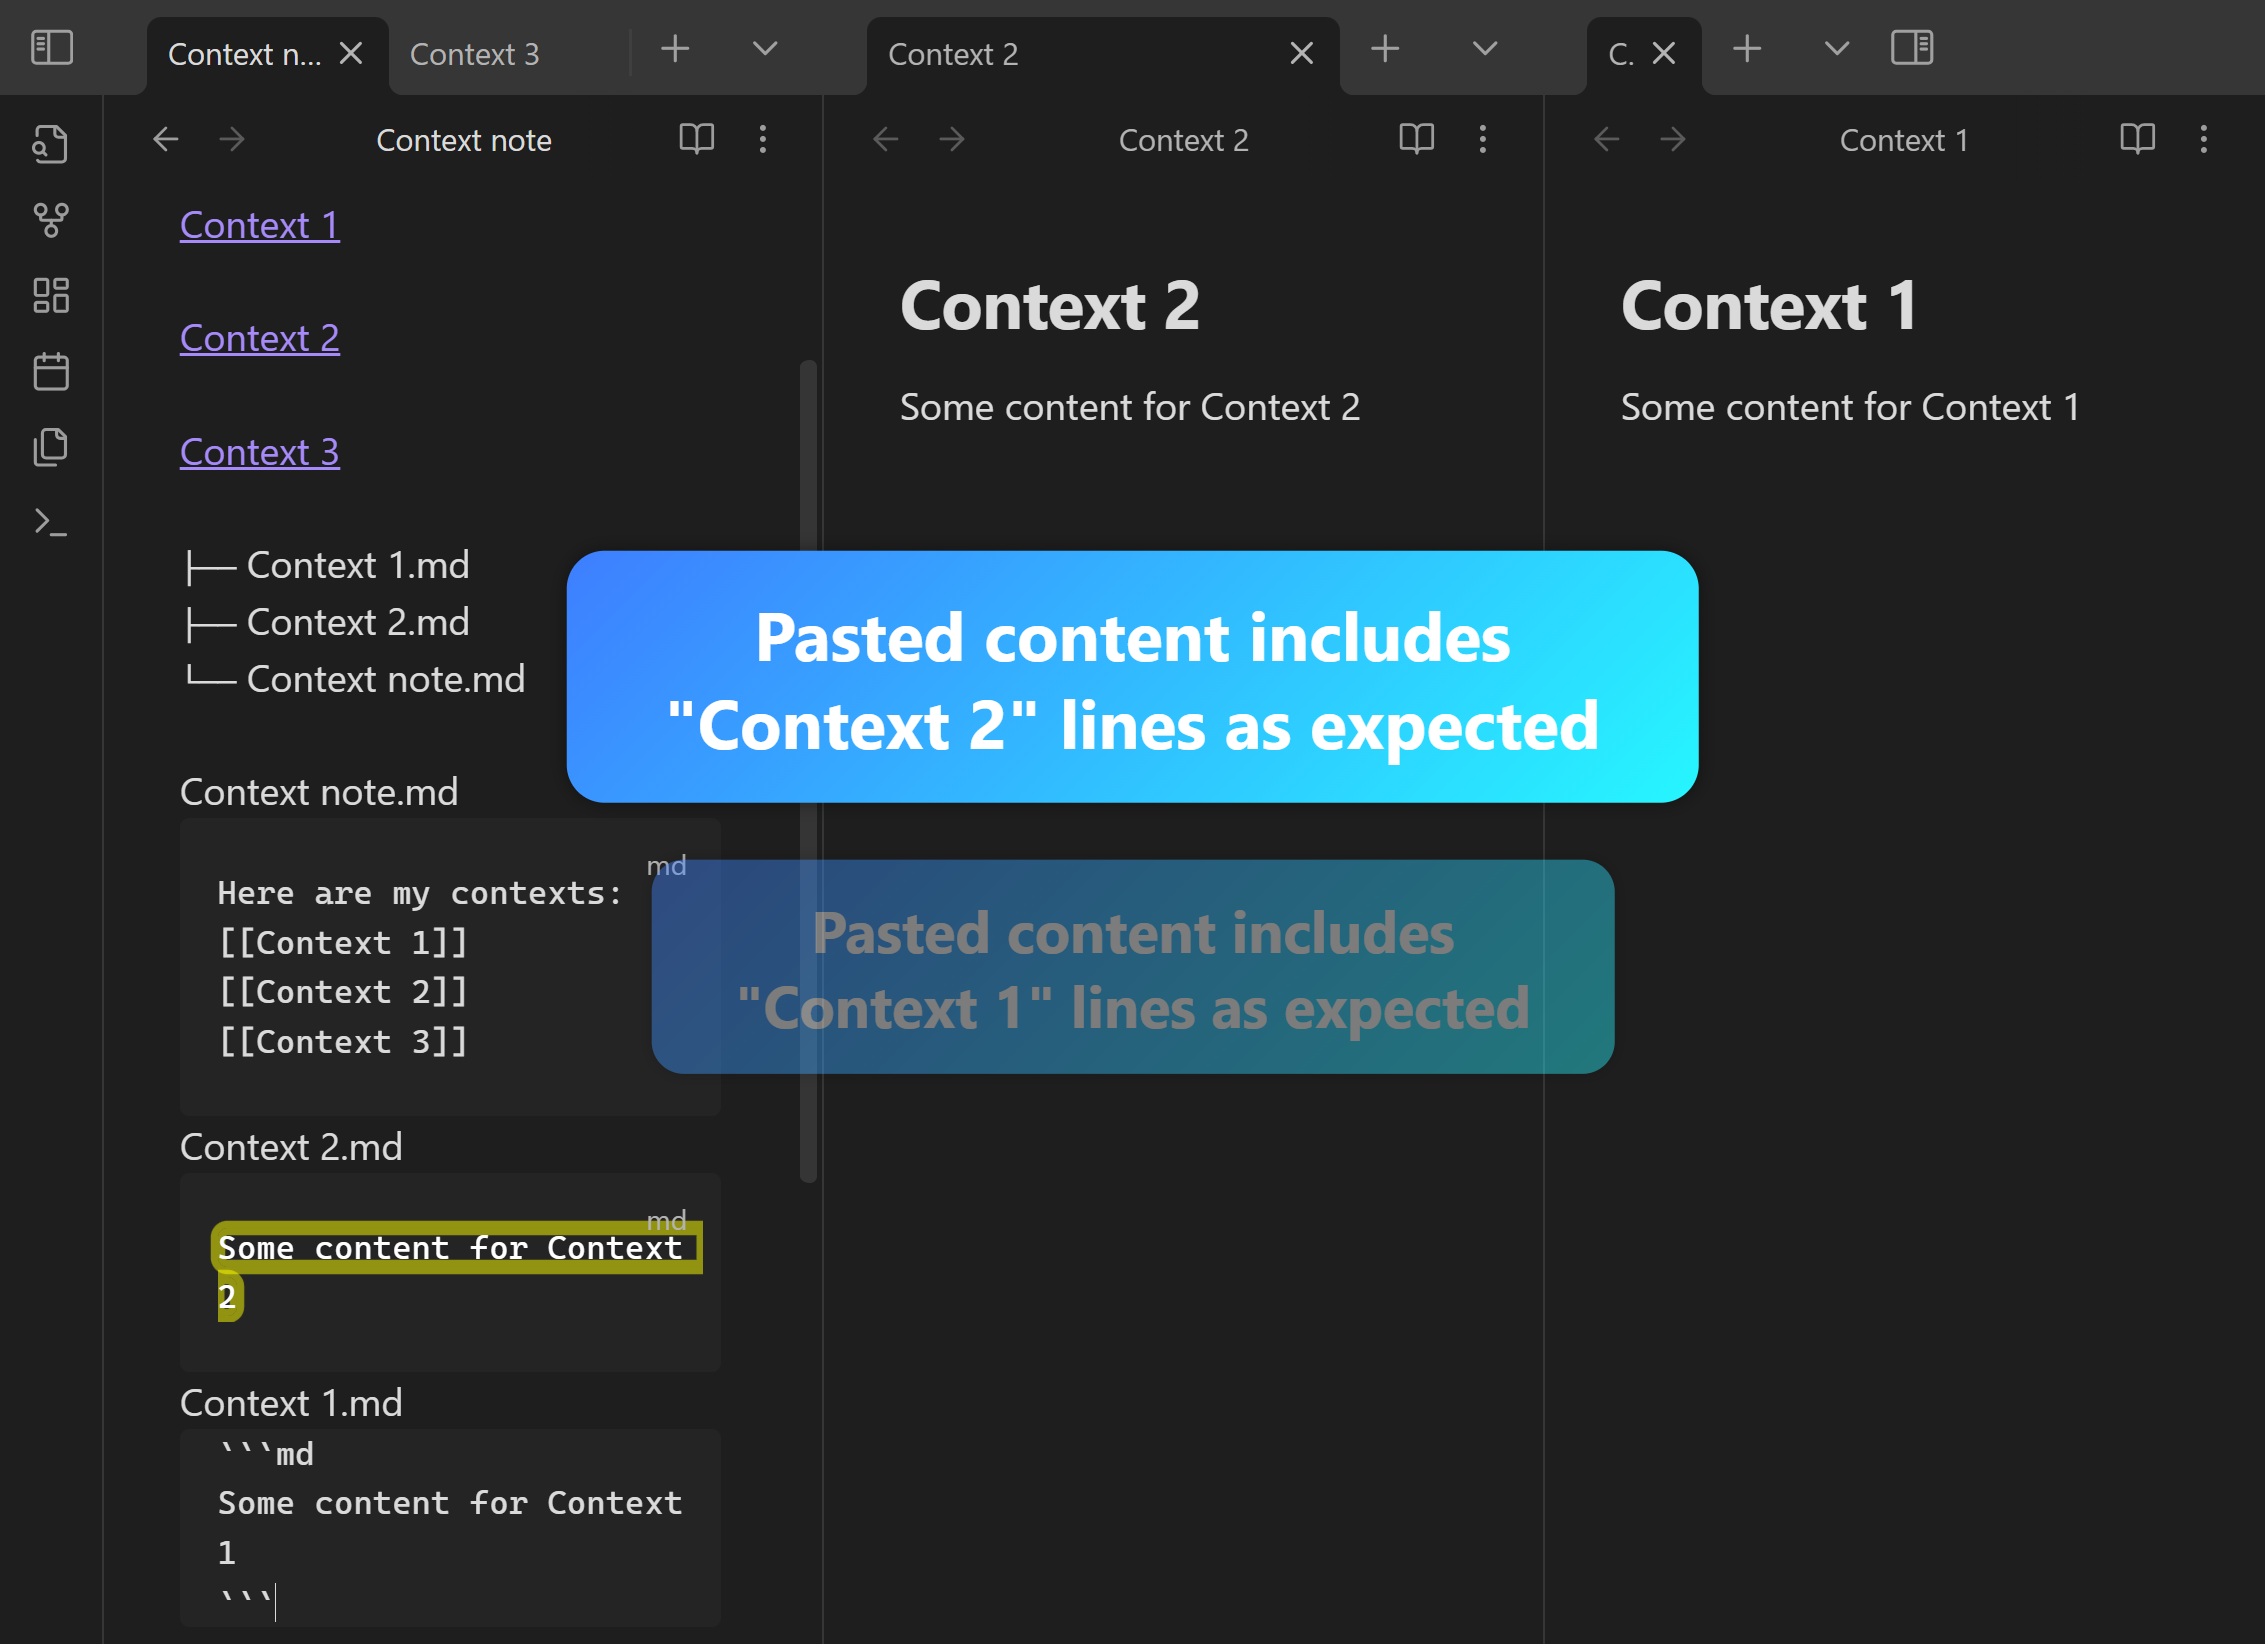 Context n...
Context 3
Context 2
C.
Context note
Context 1
Context 2
Context 3
├── Context 1.md
├── Context 2.md
└── Context note.md
Context note.md
md
Here are my contexts:
[[Context 1]]
[[Context 2]]
[[Context 3]]
Context 2.md
md
Some content for Context
2
Context 1.md
```md
Some content for Context
1
```
Context 2
Context 2
Some content for Context 2
Context 1
Context 1
Some content for Context 1
Pasted content includes
"Context 2" lines as expected
Pasted content includes
"Context 1" lines as expected